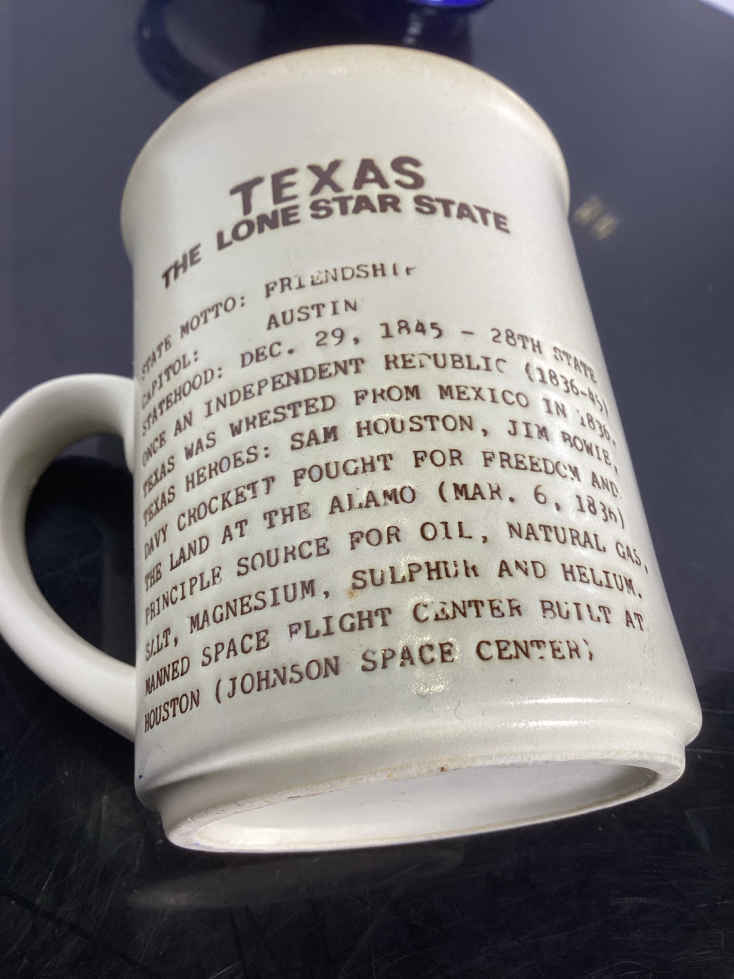 TEXAS
THE LONE STAR STATE
STATE MOTTO: FRIENDSHIP
CAPITOL: AUSTIN
STATEHOOD: DEC. 29, 1845 - 28TH STATE
ONCE AN INDEPENDENT REPUBLIC (1836-45)
TEXAS WAS WRESTED FROM MEXICO IN 1836.
TEXAS HEROES: SAM HOUSTON, JIM BOWIE,
DAVY CROCKETT FOUGHT FOR FREEDOM AND
THE LAND AT THE ALAMO (MAR. 6, 1836)
PRINCIPLE SOURCE FOR OIL, NATURAL GAS,
SALT, MAGNESIUM, SULPHUR AND HELIUM.
MANNED SPACE FLIGHT CENTER BUILT AT
HOUSTON (JOHNSON SPACE CENTER)